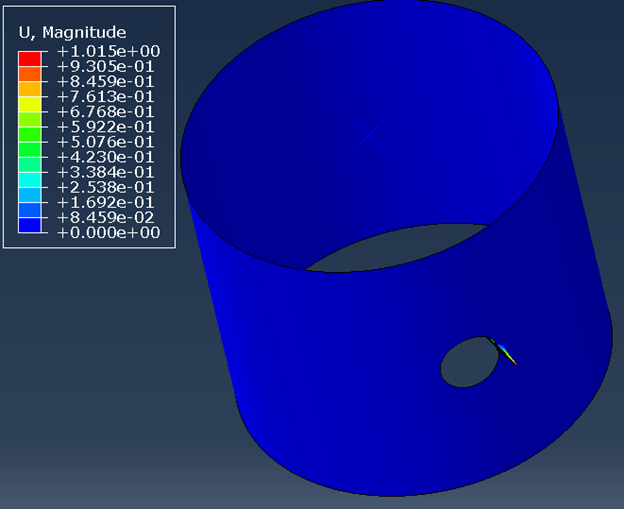 U, Magnitude
+1.015e+00
+9.305e-01
+8.459e-01
+7.613e-01
+6.768e-01
+5.922e-01
+5.076e-01
+4.230e-01
+3.384e-01
+2.538e-01
+1.692e-01
+8.459e-02
+0.000e+00